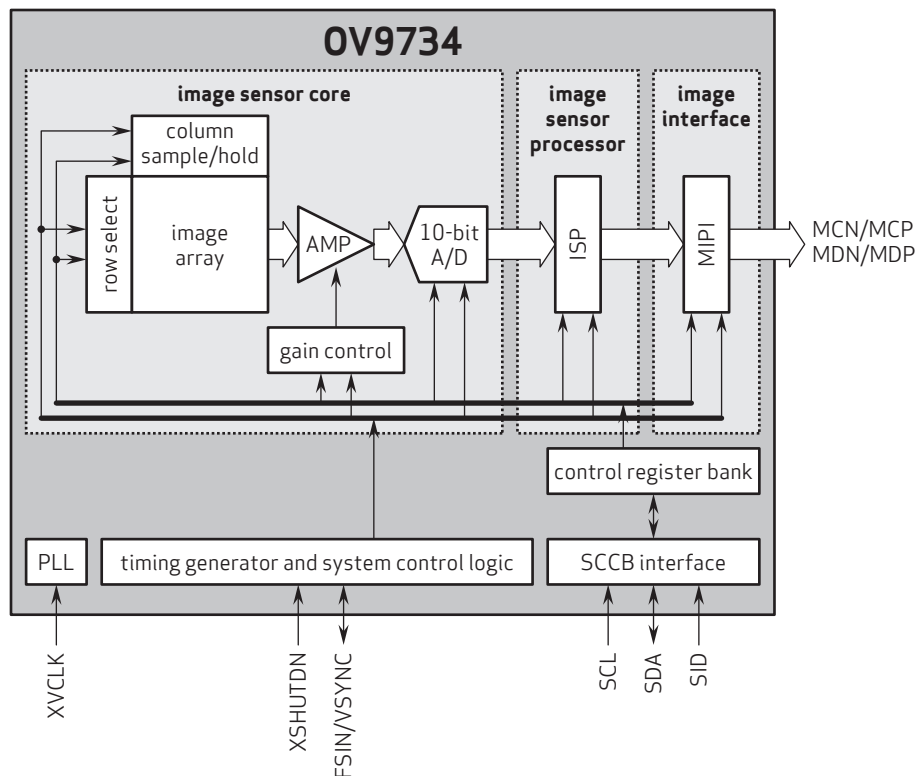 OV9734
image sensor core
image
sensor
processor
image
interface
column
sample/hold
row select
image
array
AMP
10-bit
A/D
ISP
MIPI
MCN/MCP
MDN/MDP
gain control
control register bank
PLL
timing generator and system control logic
SCCB interface
XVCLK
XSHUTDN
FSIN/VSYNC
SCL
SDA
SID